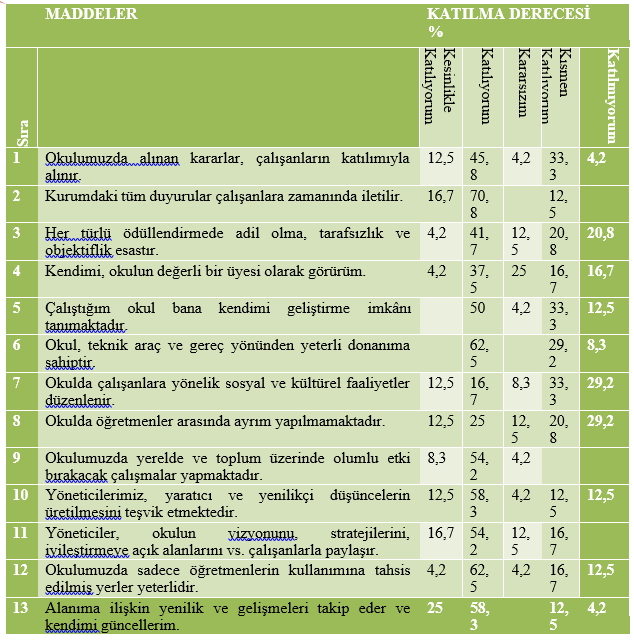 MADDELER KATILMA DERECESİ
%
Sıra
Kesinlikle
Katılıyorum
Katılıyorum
Kararsızım
Kısmen
Katılıyorum
Katılmıyorum
1 Okulumuzda alınan kararlar, çalışanların katılımıyla 12,5 45, 4,2 33, 4,2
alınır. 8 3
2 Kurumdaki tüm duyurular çalışanlara zamanında iletilir. 16,7 70, 12,
8 5
3 Her türlü ödüllendirmede adil olma, tarafsızlık ve 4,2 41, 12, 20, 20,8
objektiflik esastır. 7 5 8
4 Kendimi, okulun değerli bir üyesi olarak görürüm. 4,2 37, 25 16, 16,7
5 7
5 Çalıştığım okul bana kendimi geliştirme imkânı 50 4,2 33, 12,5
tanımaktadır. 3
6 Okul, teknik araç ve gereç yönünden yeterli donanıma 62, 29, 8,3
sahiptir. 5 2
7 Okulda çalışanlara yönelik sosyal ve kültürel faaliyetler 12,5 16, 8,3 33, 29,2
düzenlenir. 7 3
8 Okulda öğretmenler arasında ayrım yapılmamaktadır. 12,5 25 12, 20, 29,2
5 8
9 Okulumuzda yerelde ve toplum üzerinde olumlu etki 8,3 54, 4,2
bırakacak çalışmalar yapmaktadır. 2
10 Yöneticilerimiz, yaratıcı ve yenilikçi düşüncelerin 12,5 58, 4,2 12, 12,5
üretilmesini teşvik etmektedir. 3 5
11 Yöneticiler, okulun vizyonunu, stratejilerini, 16,7 54, 12, 16,
iyileştirmeye açık alanlarını vs. çalışanlarla paylaşır. 2 5 7
12 Okulumuzda sadece öğretmenlerin kullanımına tahsis 4,2 62, 4,2 16, 12,5
edilmiş yerler yeterlidir. 5 7
13 Alanıma ilişkin yenilik ve gelişmeleri takip eder ve 25 58, 12, 4,2
kendimi güncellerim. 3 5